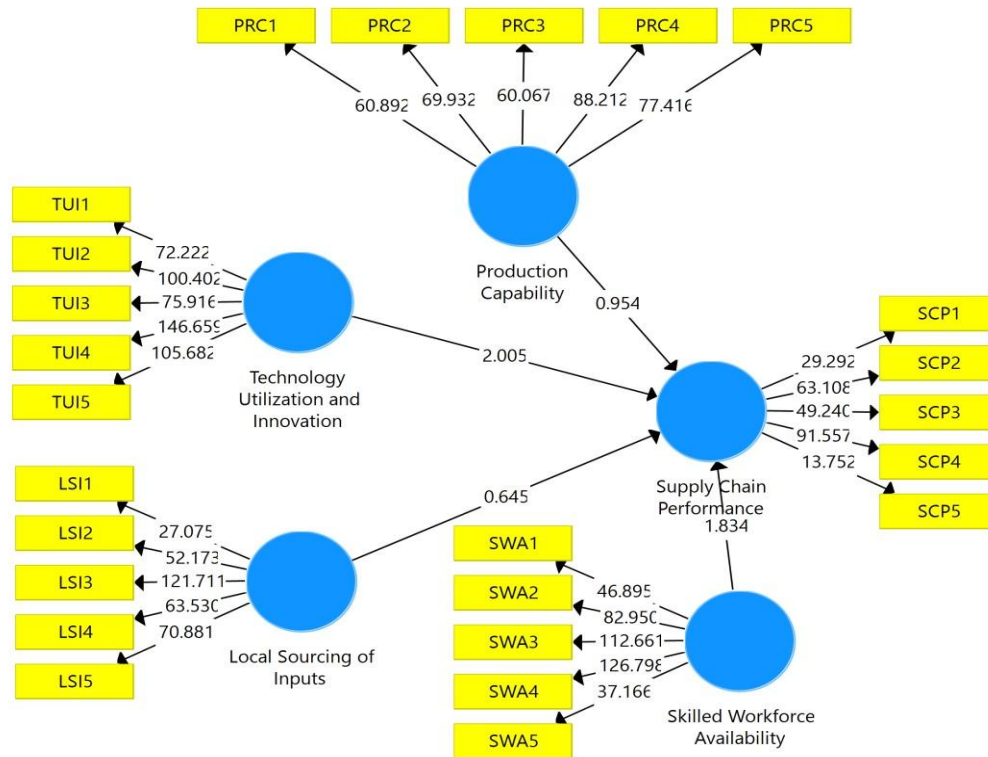 PRC1
PRC2
PRC3
PRC4
PRC5
60.892
69.932
60.067
88.212
77.416
Production
Capability
0.954
TUI1
TUI2
TUI3
TUI4
TUI5
72.222
100.402
75.916
146.659
105.682
Technology
Utilization and
Innovation
2.005
SCP1
SCP2
SCP3
SCP4
SCP5
29.292
63.108
49.240
91.557
13.752
Supply Chain
Performance
LSI1
LSI2
LSI3
LSI4
LSI5
27.075
52.173
121.711
63.530
70.881
Local Sourcing of
Inputs
0.645
1.834
SWA1
SWA2
SWA3
SWA4
SWA5
46.895
82.950
112.661
126.798
37.166
Skilled Workforce
Availability